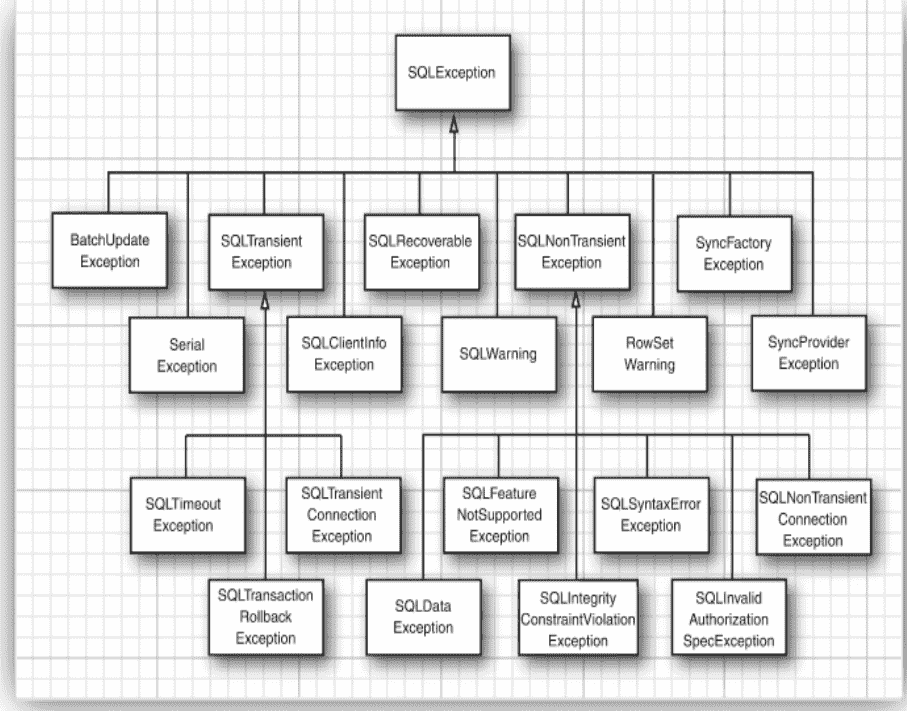 SQLException
BatchUpdate
Exception
SQLTransient
Exception
SQLRecoverable
Exception
SQLNonTransient
Exception
SyncFactory
Exception
Serial
Exception
SQLClientInfo
Exception
SQLWarning
RowSet
Warning
SyncProvider
Exception
SQLTimeout
Exception
SQLTransient
Connection
Exception
SQLFeature
NotSupported
Exception
SQLSyntaxError
Exception
SQLNonTransient
Connection
Exception
SQLTransaction
Rollback
Exception
SQLData
Exception
SQLIntegrity
ConstraintViolation
Exception
SQLInvalid
Authorization
SpecException